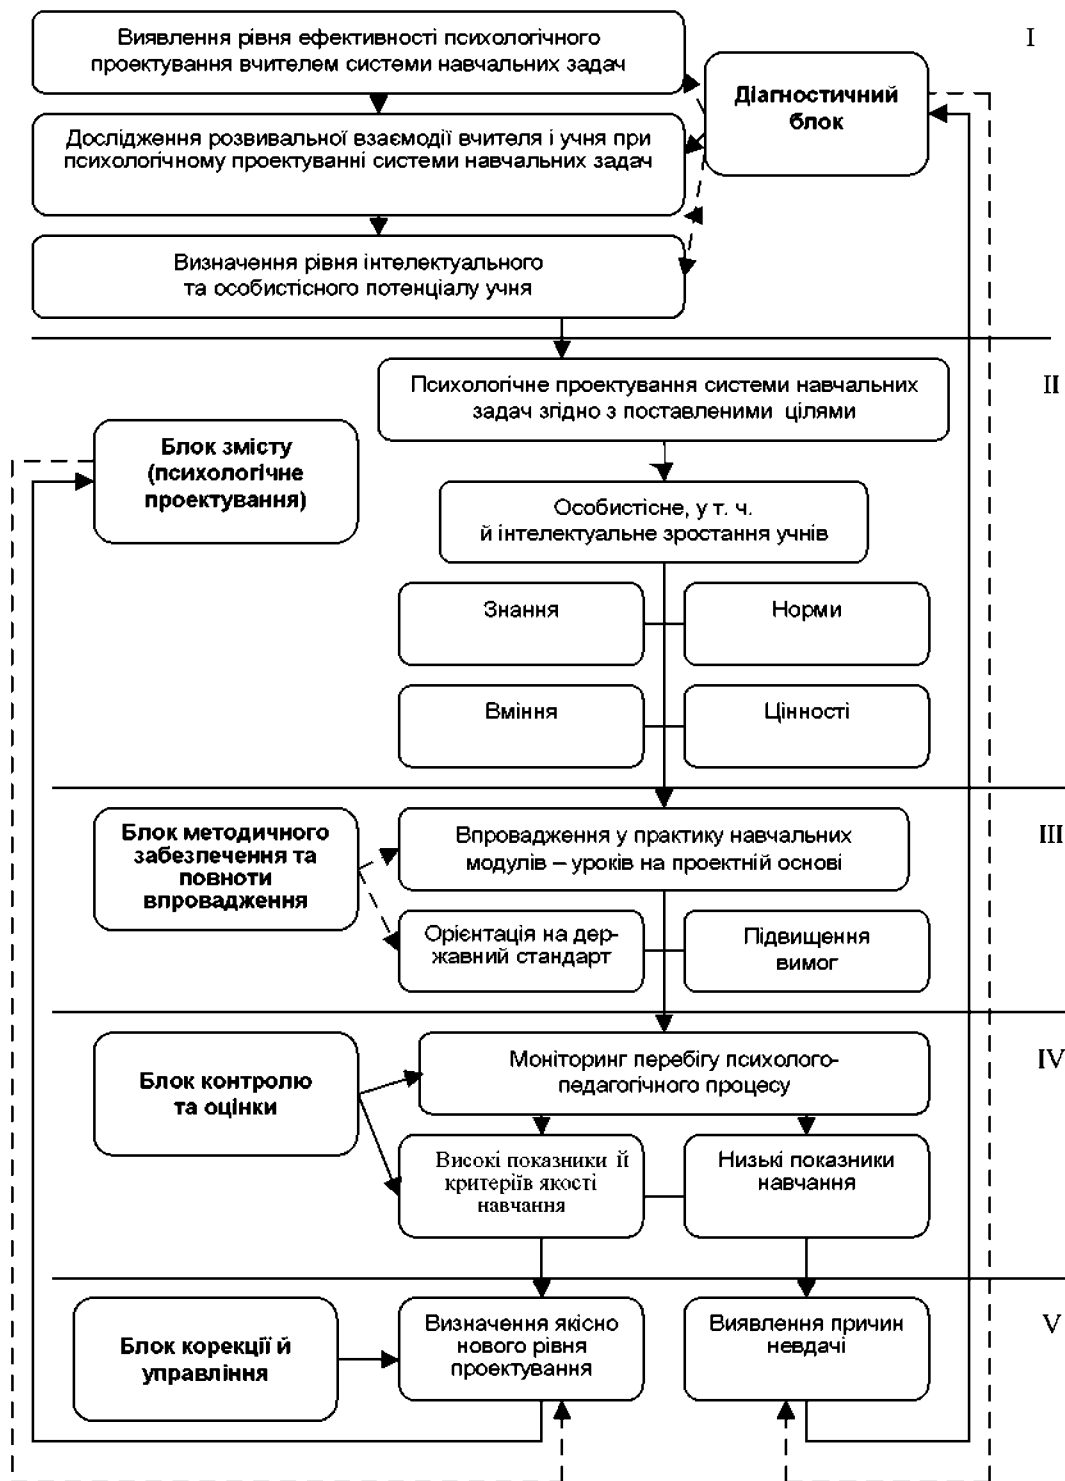 I
Виявлення рівня ефективності психологічного
проектування вчителем системи навчальних задач
Діагностичний
блок
Дослідження розвивальної взаємодії вчителя і учня при
психологічному проектуванні системи навчальних задач
Визначення рівня інтелектуального
та особистісного потенціалу учня
II
Психологічне проектування системи навчальних
задач згідно з поставленими цілями
Блок змісту
(психологічне
проектування)
Особистісне, у т. ч.
й інтелектуальне зростання учнів
Знання
Норми
Вміння
Цінності
III
Блок методичного
забезпечення та
повноти
впровадження
Впровадження у практику навчальних
модулів – уроків на проектній основі
Орієнтація на дер-
жавний стандарт
Підвищення
вимог
IV
Блок контролю
та оцінки
Моніторинг перебігу психолого-
педагогічного процесу
Високі показники її
критеріїв якості
навчання
Низькі показники
навчання
V
Блок корекції й
управління
Визначення якісно
нового рівня
проектування
Виявлення причин
невдачі